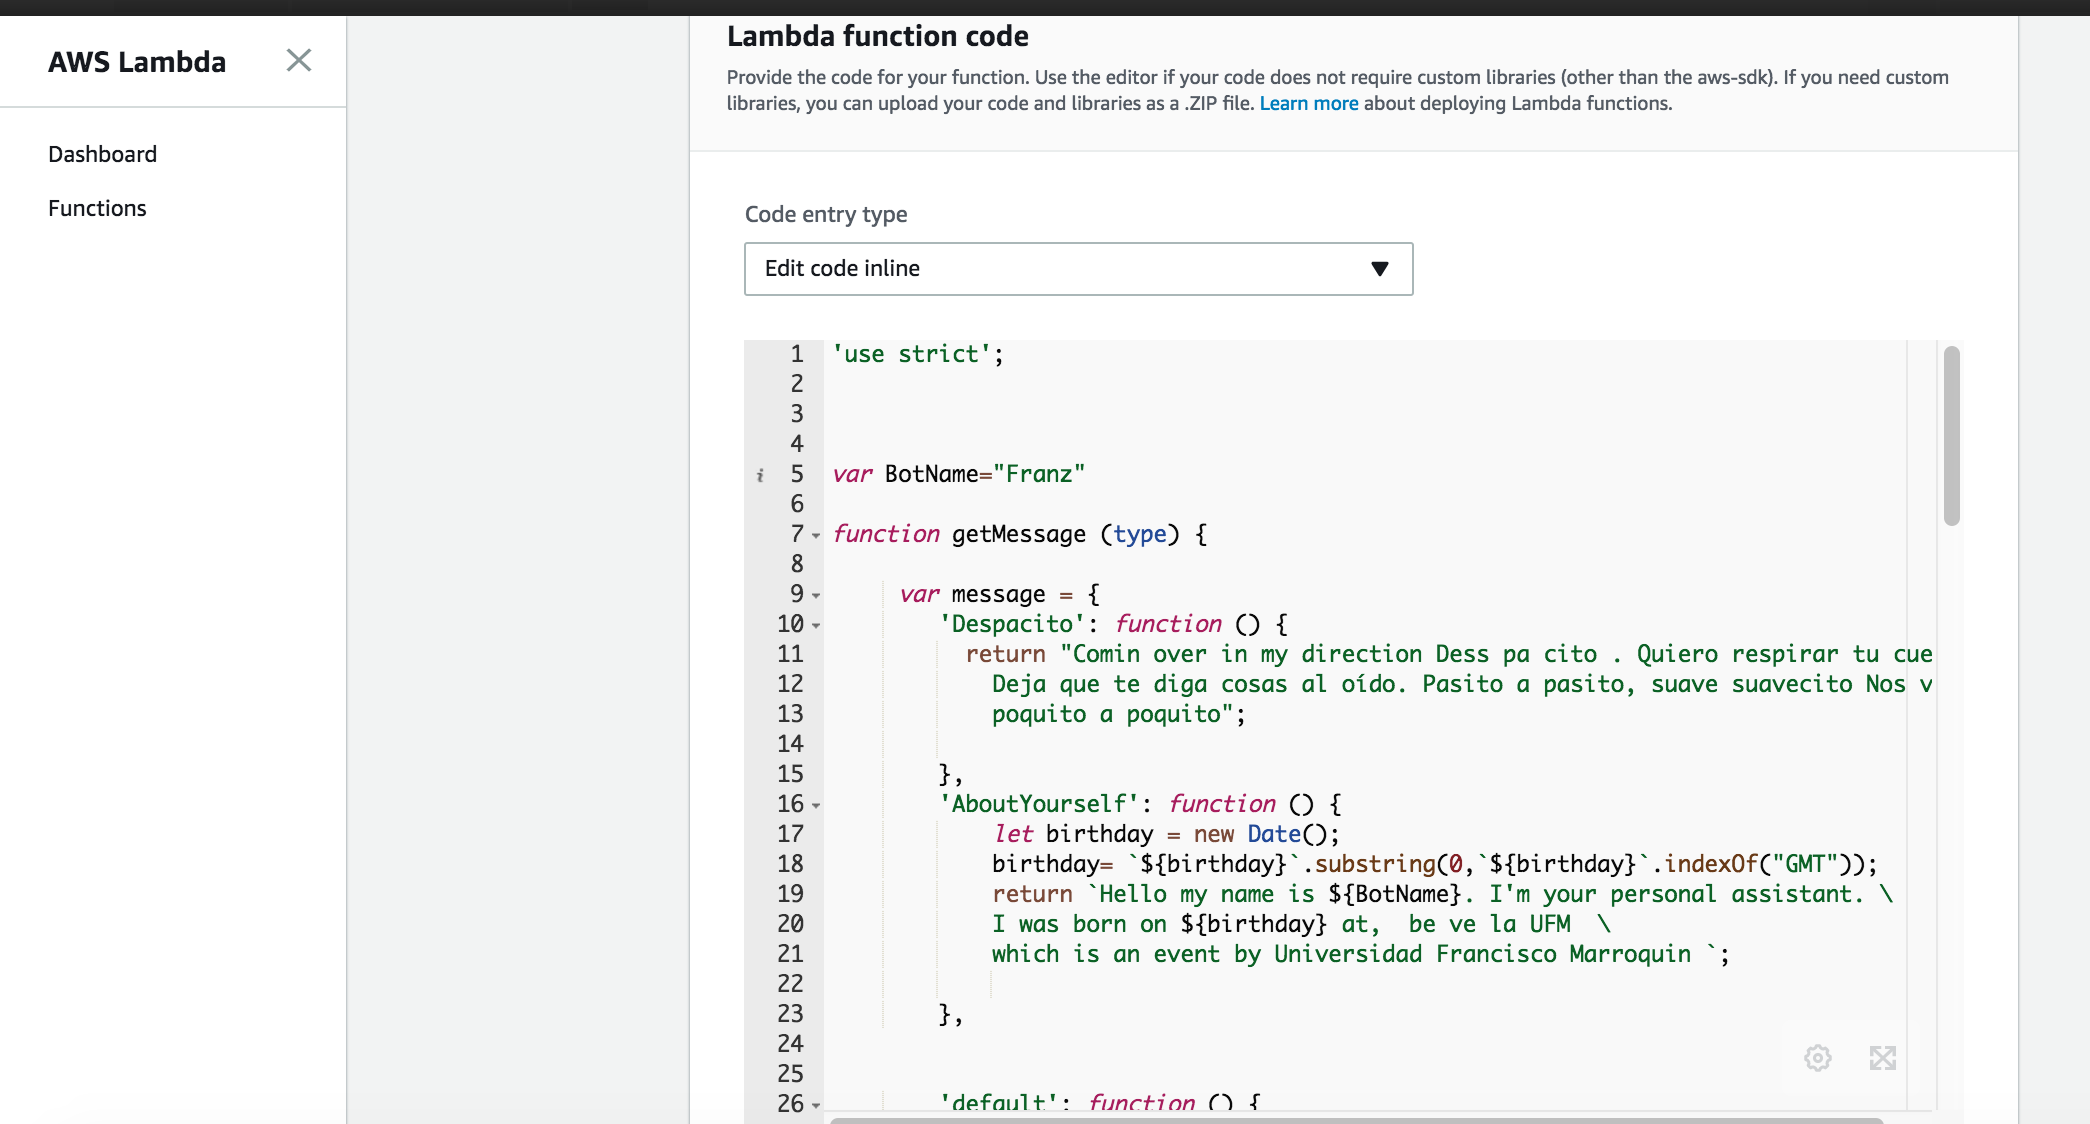 AWS Lambda
Dashboard
Functions
Lambda function code
Provide the code for your function. Use the editor if your code does not require custom libraries (other than the aws-sdk). If you need custom
libraries, you can upload your code and libraries as a .ZIP file. Learn more about deploying Lambda functions.
Code entry type
Edit code inline
1 'use strict';
2
3
4
i 5 var BotName="Franz"
6
7 function getMessage (type) {
8
9 var message = {
10 'Despacito': function () {
11 return "Comin over in my direction Dess pa cito . Quiero respirar tu cue
12 Deja que te diga cosas al oído. Pasito a pasito, suave suavecito Nos v
13 poquito a poquito";
14
15 },
16 'AboutYourself': function () {
17 let birthday = new Date();
18 birthday= `${birthday}`.substring(0,`${birthday}`.indexOf("GMT"));
19 return `Hello my name is ${BotName}. I'm your personal assistant. \
20 I was born on ${birthday} at,  be ve la UFM  \
21 which is an event by Universidad Francisco Marroquin `;
22
23 },
24
25
26 'default': function () {